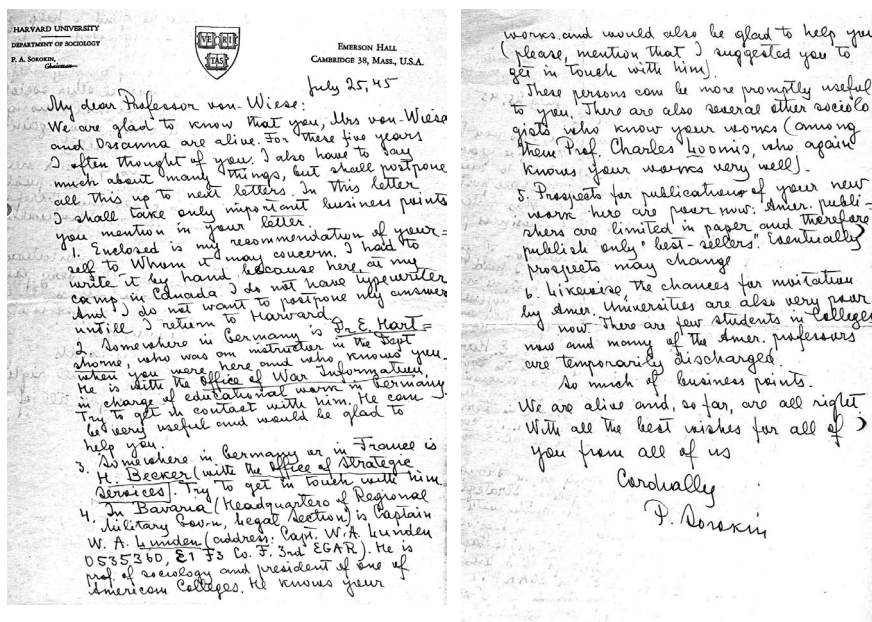 HARVARD UNIVERSITY
DEPARTMENT OF SOCIOLOGY
P. A. SOROKIN,
Chairman
VE RI
TAS
EMERSON HALL
CAMBRIDGE 38, MASS., U.S.A.
July 25, 45
My dear Professor von-Wiese:
We are glad to know that you, Mrs von-Wiese
and Ossanna are alive. For these five years
I often thought of you. I also have to say
much about many things, but shall postpone
all this up to next letters. In this letter
I shall take only important business points
you mention in your letter.
1. Enclosed is my recommendation of your=
self to Whom it may concern. I had to
write it by hand because here, at my
camp in Canada I do not have typewriter
And I do not want to postpone my answer
untill I return to Harvard.
2. Somewhere in Germany is Dr. E. Hart=
shorne, who was an instructor in the Dept
when you were here and who knows you.
He is with the Office of War Information,
in charge of educational work in Germany.
Try to get in contact with him. He can
be very useful and would be glad to
help you.
3. Somewhere in Germany or in France is
H. Becker (with the Office of Strategic
Services). Try to get in touch with him
4. In Bavaria (Headquarters of Regional
Military Gov-n, Legal Section) is Captain
W. A. Lunden (address: Capt. W. A. Lunden
0535360, E1 F3 Co. F. 3rd EGAR). He is
prof. of sociology and president of one of
American Colleges. He knows your
works and would also be glad to help you
(please, mention that I suggested you to
get in touch with him).
These persons can be more promptly useful
to you. There are also several other sociolo
gists who know your works (among
them Prof. Charles Loomis, who again
knows your works very well).
5. Prospects for publication of your new
work here are poor now: Amer. publi-
shers are limited in paper and therefore
publish only "best-sellers". Eventually
prospects may change
6. Likewise, the chances for invitation
by Amer. Universities are also very poor
now. There are few students in Colleges
now and many of the Amer. professors
are temporarily discharged.
So much of business points.
We are alive and, so far, are all right.
With all the best wishes for all of
you from all of us
Cordially
P. Sorokin